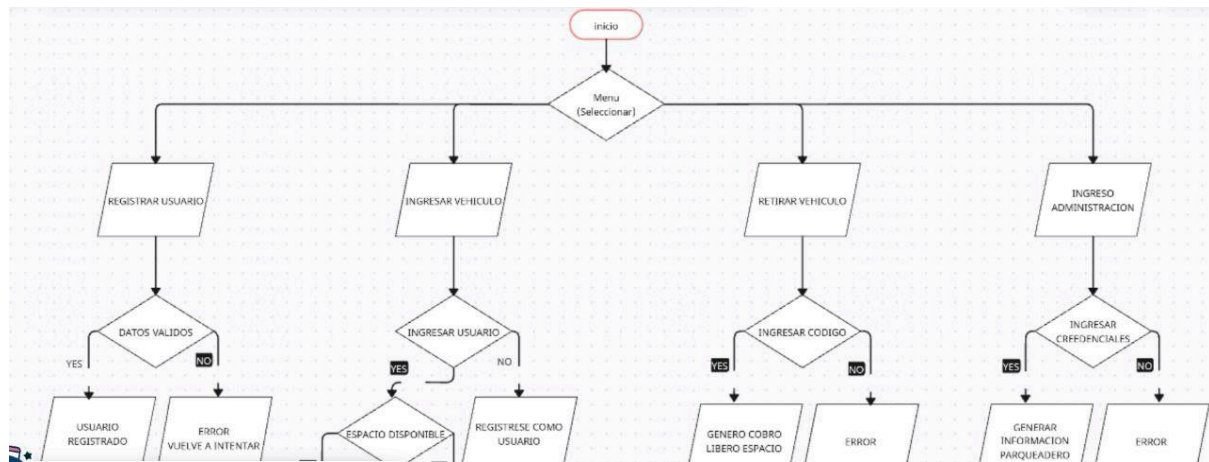 inicio
Menu
(Seleccionar)
REGISTRAR USUARIO
INGRESAR VEHICULO
RETIRAR VEHICULO
INGRESO
ADMINISTRACION
DATOS VALIDOS
INGRESAR USUARIO
INGRESAR CODIGO
INGRESAR
CREEDENCIALES
YES
NO
YES
NO
YES
NO
YES
NO
USUARIO
REGISTRADO
ERROR
VUELVE A INTENTAR
ESPACIO DISPONIBLE
REGISTRESE COMO
USUARIO
GENERO COBRO
LIBERO ESPACIO
ERROR
GENERAR
INFORMACION
PARQUEADERO
ERROR